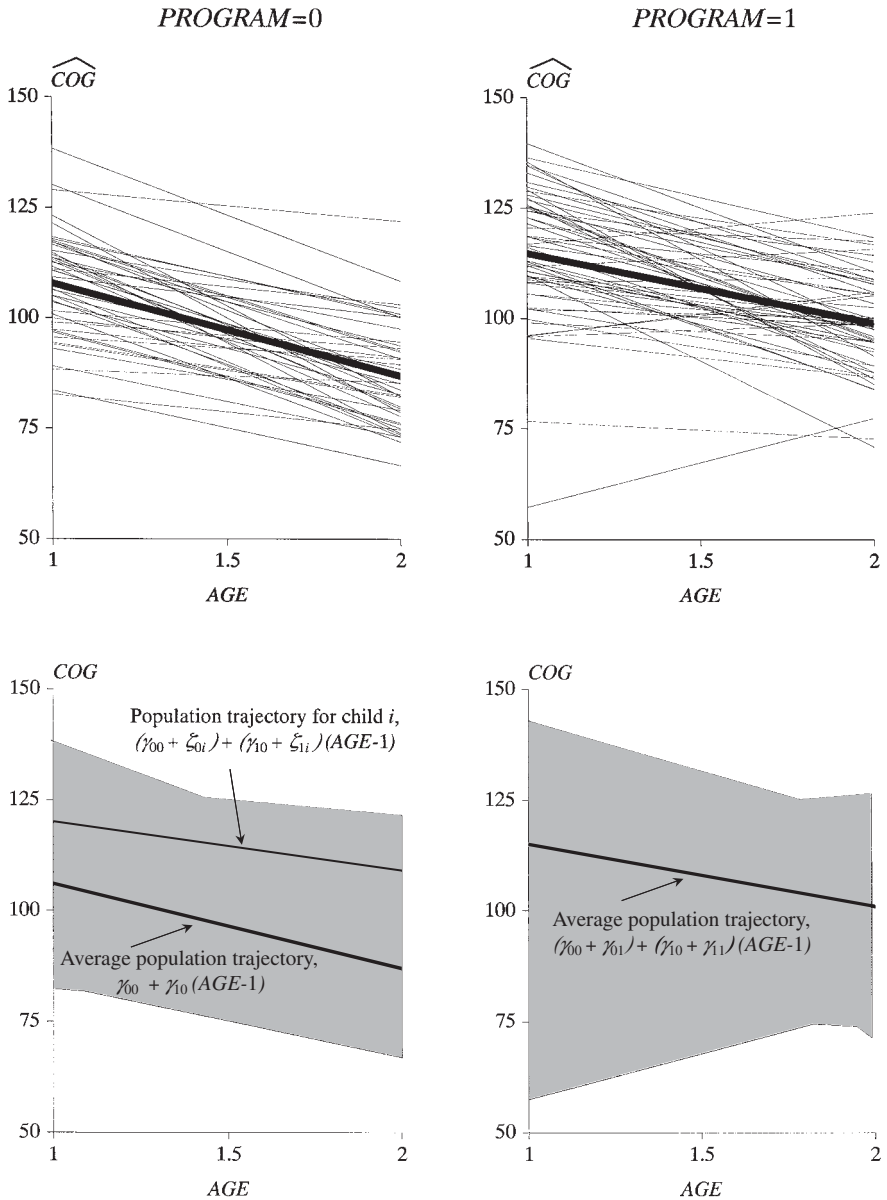 PROGRAM=0
PROGRAM=1
COG
150
125
100
75
50
1
1.5
2
AGE
COG
150
125
100
75
50
1
1.5
2
AGE
COG
150
125
100
75
50
Population trajectory for child i,
(γ00 + ζ0i) + (γ10 + ζ1i) (AGE-1)
Average population trajectory,
γ00 + γ10 (AGE-1)
1
1.5
2
AGE
COG
150
125
100
75
50
Average population trajectory,
(γ00 + γ01) + (γ10 + γ11) (AGE-1)
1
1.5
2
AGE